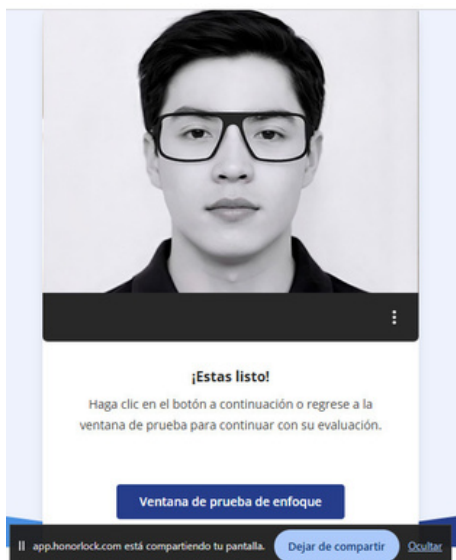 ¡Estas listo!
Haga clic en el botón a continuación o regrese a la
ventana de prueba para continuar con su evaluación.
Ventana de prueba de enfoque
app.honorlock.com está compartiendo tu pantalla. Dejar de compartir Ocultar